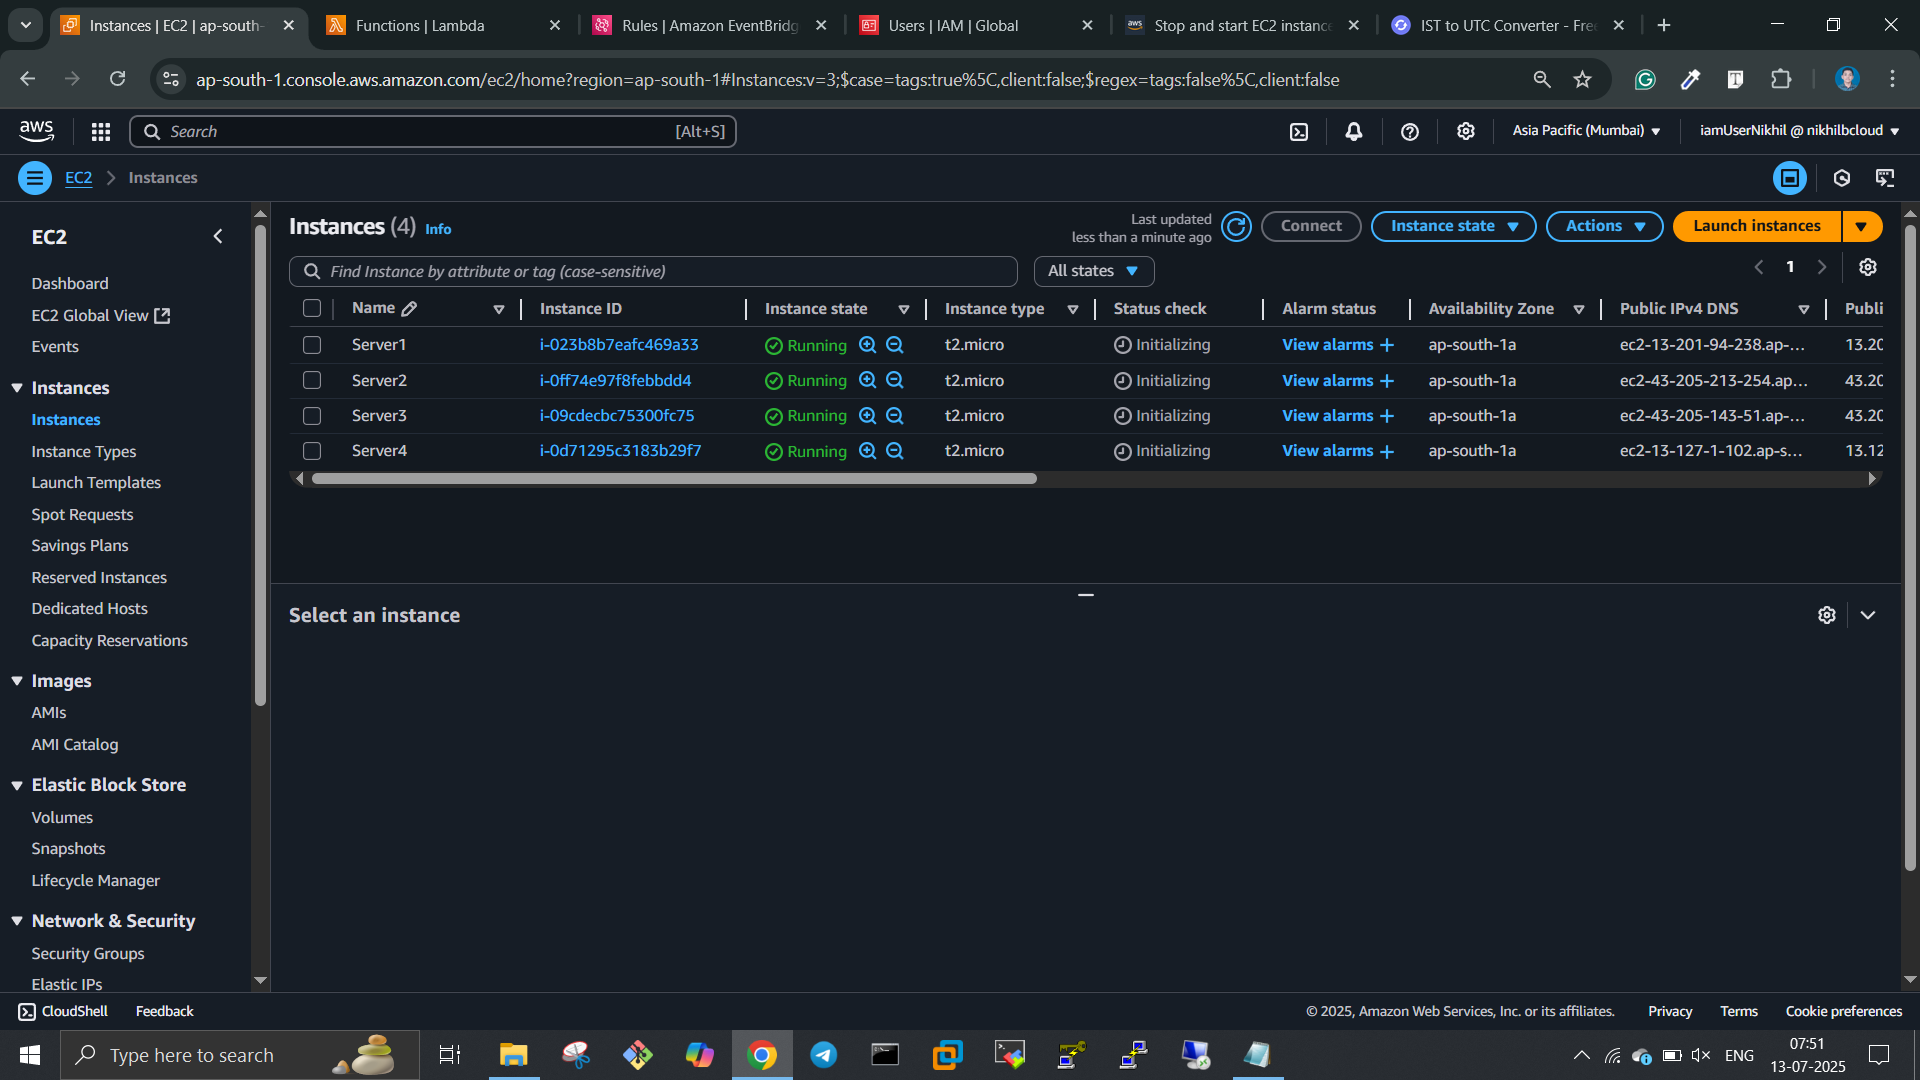 Instances | EC2 | ap-south-
Functions | Lambda
Rules | Amazon EventBridg
Users | IAM | Global
aws
Stop and start EC2 instance
IST to UTC Converter - Fre
ap-south-1.console.aws.amazon.com/ec2/home?region=ap-south-1#Instances:v=3;$case=tags:true%5C,client:false;$regex=tags:false%5C,client:false
aws
Search
[Alt+S]
Asia Pacific (Mumbai)
iamUserNikhil @ nikhilbcloud
EC2
Instances
EC2
Dashboard
EC2 Global View
Events
Instances
Instances
Instance Types
Launch Templates
Spot Requests
Savings Plans
Reserved Instances
Dedicated Hosts
Capacity Reservations
Images
AMIs
AMI Catalog
Elastic Block Store
Volumes
Snapshots
Lifecycle Manager
Network & Security
Security Groups
Elastic IPs
Instances (4) Info
Last updated
less than a minute ago
Connect
Instance state
Actions
Launch instances
Find Instance by attribute or tag (case-sensitive)
All states
1
Name Instance ID Instance state Instance type Status check Alarm status Availability Zone Public IPv4 DNS Publi
Server1 i-023b8b7eafc469a33 Running t2.micro Initializing View alarms + ap-south-1a ec2-13-201-94-238.ap-... 13.20
Server2 i-0ff74e97f8febbdd4 Running t2.micro Initializing View alarms + ap-south-1a ec2-43-205-213-254.ap... 43.20
Server3 i-09cdecbc75300fc75 Running t2.micro Initializing View alarms + ap-south-1a ec2-43-205-143-51.ap-... 43.20
Server4 i-0d71295c3183b29f7 Running t2.micro Initializing View alarms + ap-south-1a ec2-13-127-1-102.ap-s... 13.12
Select an instance
CloudShell
Feedback
© 2025, Amazon Web Services, Inc. or its affiliates.
Privacy
Terms
Cookie preferences
Type here to search
ENG
07:51
13-07-2025